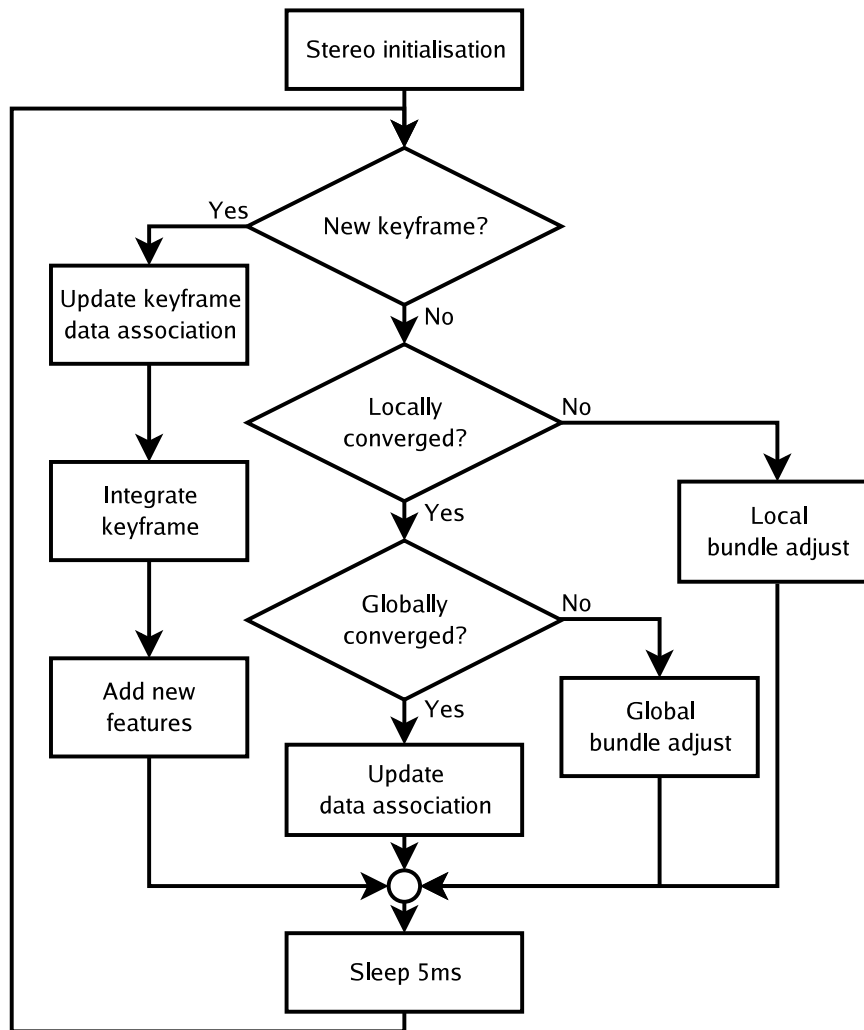 Stereo initialisation
Yes
New keyframe?
Update keyframe
data association
No
Locally
converged?
No
Integrate
keyframe
Yes
Local
bundle adjust
Globally
converged?
No
Add new
features
Yes
Global
bundle adjust
Update
data association
Sleep 5ms